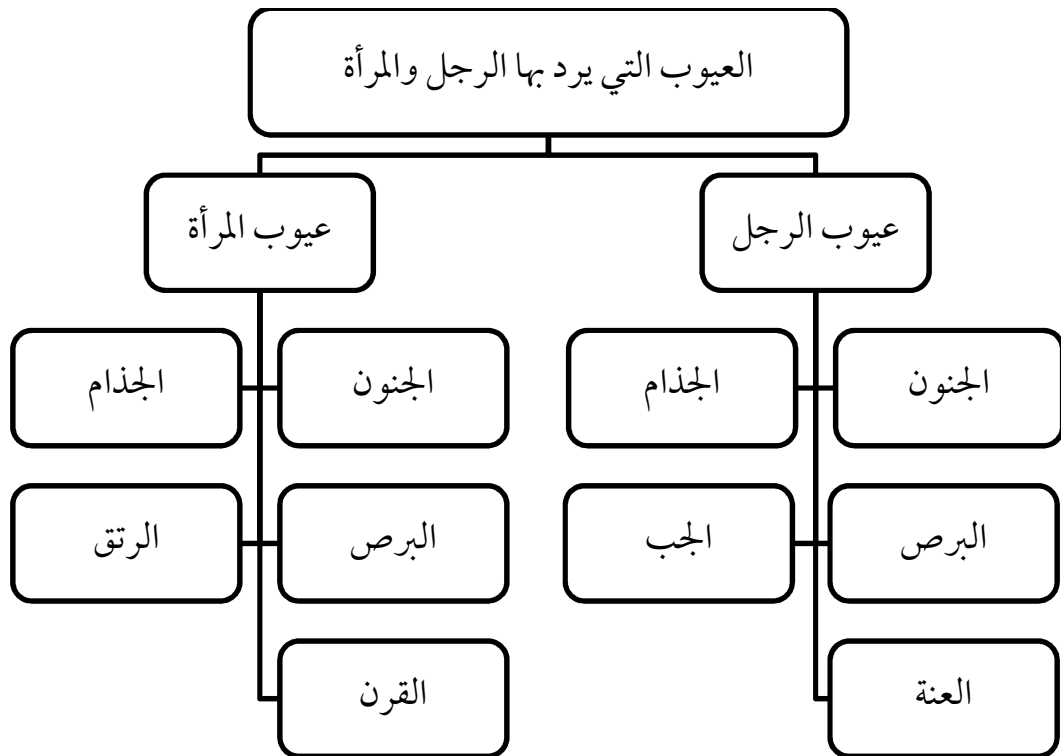 العيوب التي يرد بها الرجل والمرأة
عيوب الرجل
عيوب المرأة
الجنون
الجذام
الجنون
الجذام
البرص
الجب
البرص
الرتق
العنة
القرن